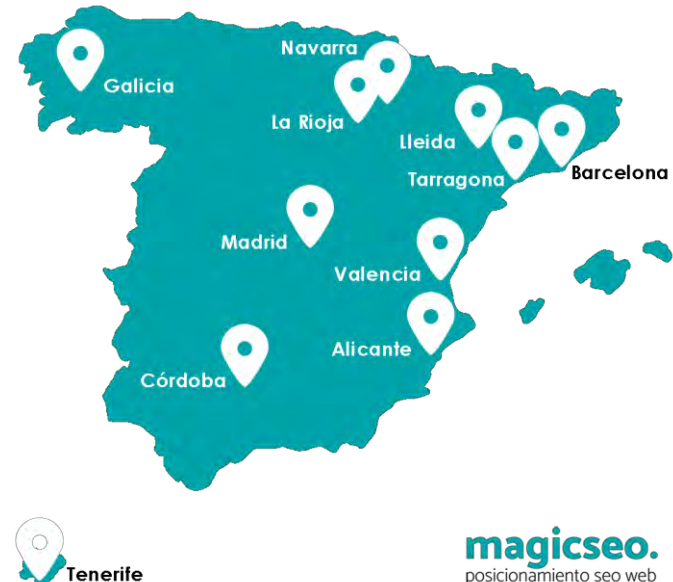 Navarra
Galicia
La Rioja
Lleida
Tarragona
Barcelona
Madrid
Valencia
Alicante
Córdoba
Tenerife
magicseo.
posicionamiento seo web